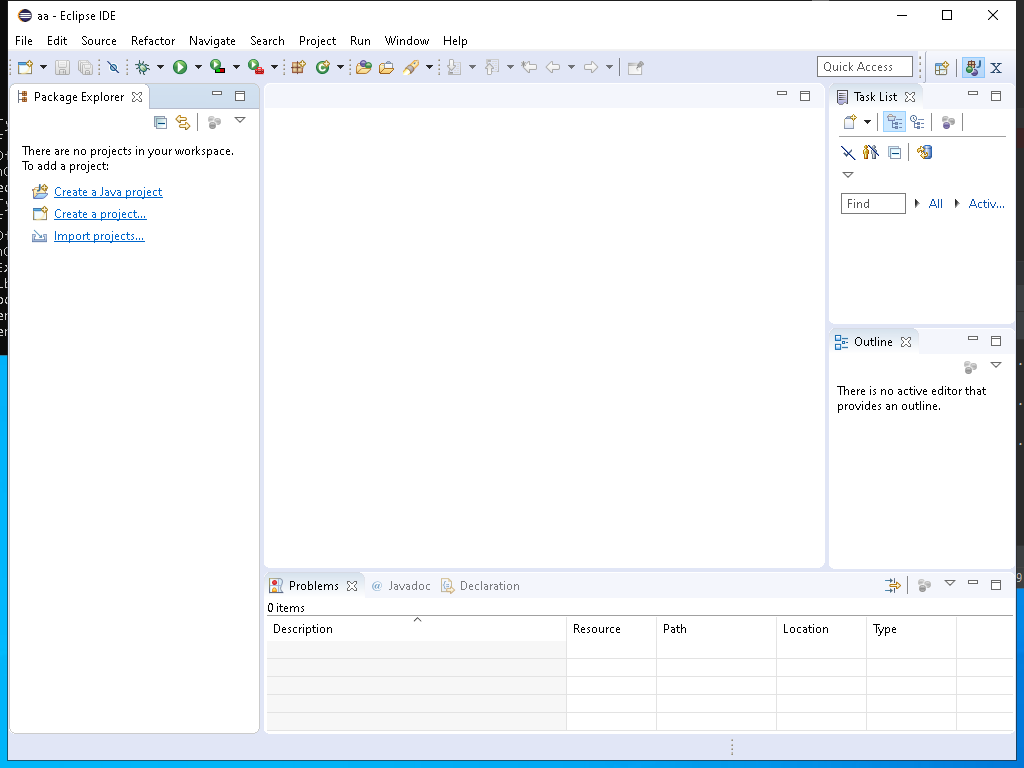 aa - Eclipse IDE
File Edit Source Refactor Navigate Search Project Run Window Help
Quick Access
Package Explorer
There are no projects in your workspace.
To add a project:
Create a Java project
Create a project...
Import projects...
Task List
Find All Activ...
Outline
There is no active editor that
provides an outline.
Problems @ Javadoc Declaration
0 items
Description Resource Path Location Type